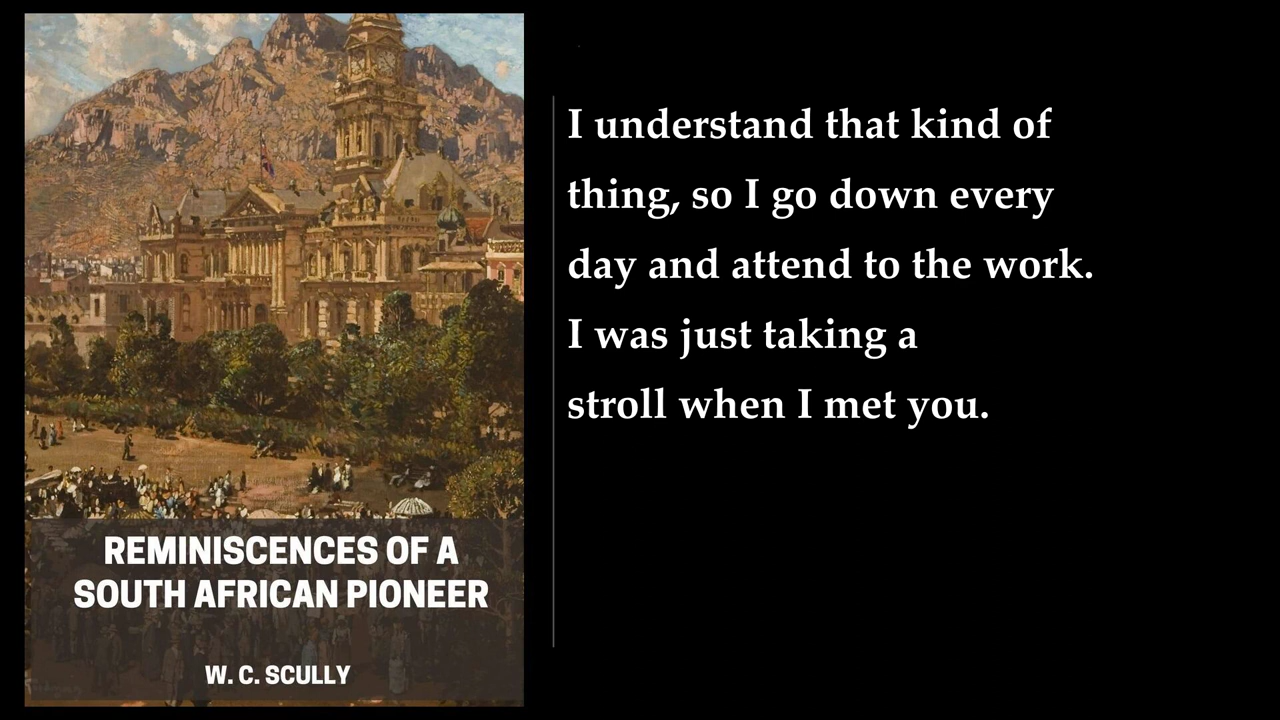 REMINISCENCES OF A
SOUTH AFRICAN PIONEER
W. C. SCULLY
I understand that kind of
thing, so I go down every
day and attend to the work.
I was just taking a
stroll when I met you.